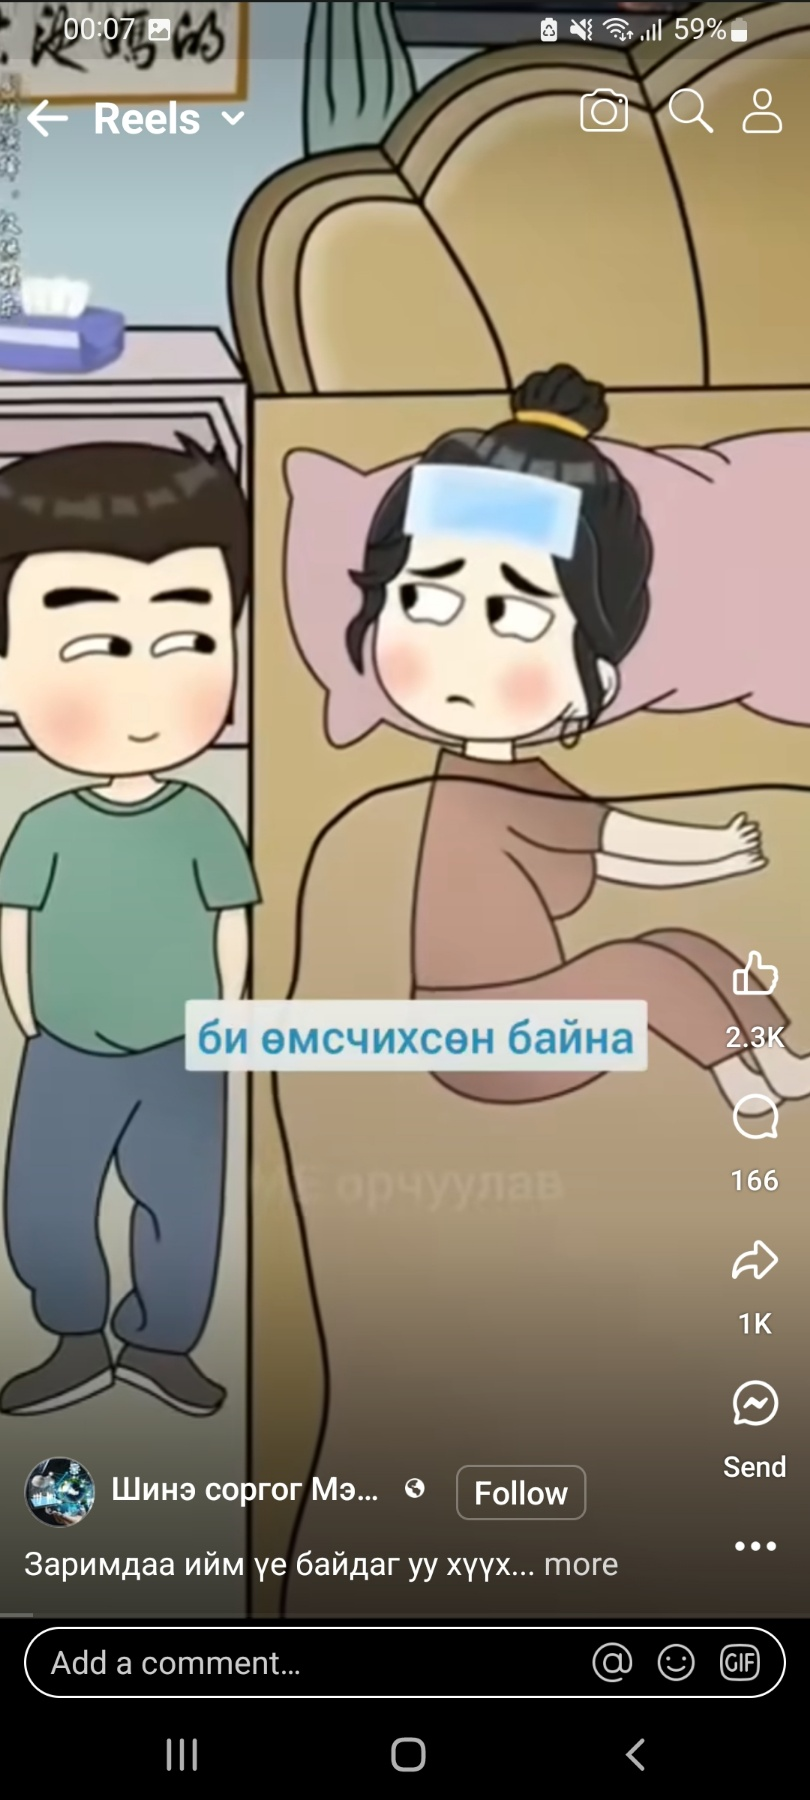 00:07
59%
Reels
би өмсчихсөн байна
орчуулав
2.3K
166
1K
Send
Шинэ соргог Мэ...
Follow
Заримдаа ийм үе байдаг уу хүүх... more
Add a comment...
GIF